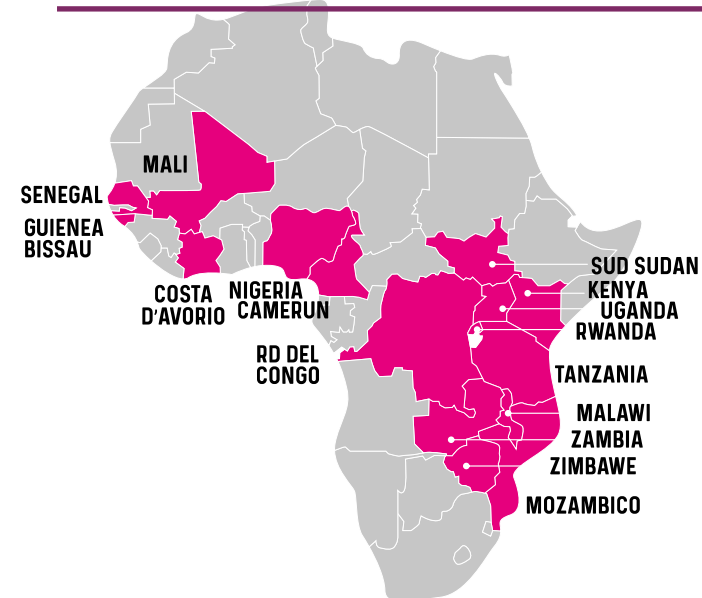 MALI
SENEGAL
GUIENEA
BISSAU
COSTA
D'AVORIO
NIGERIA
CAMERUN
RD DEL
CONGO
SUD SUDAN
KENYA
UGANDA
RWANDA
TANZANIA
MALAWI
ZAMBIA
ZIMBAWE
MOZAMBICO